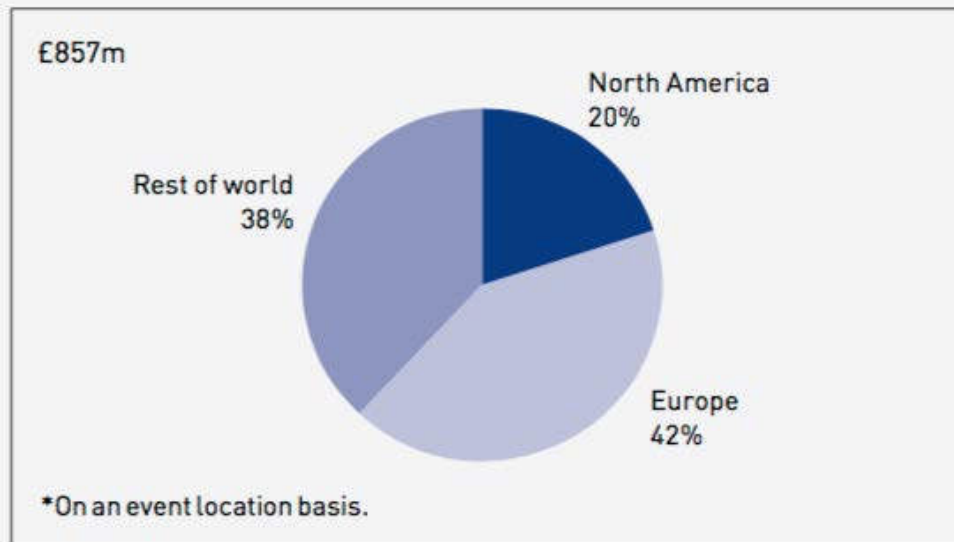 £857m
North America
20%
Rest of world
38%
Europe
42%
*On an event location basis.